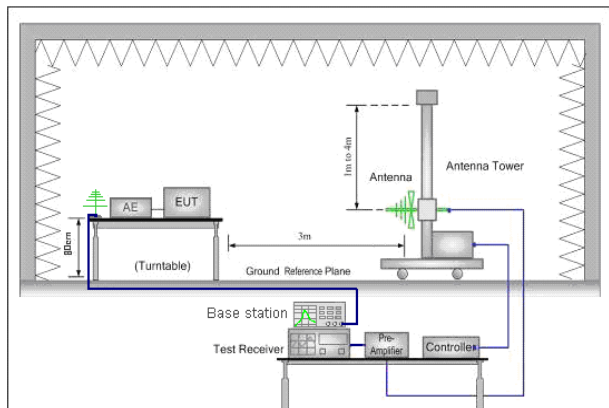 1m to 4m
Antenna
Antenna Tower
AE
EUT
80cm
(Turntable)
3m
Ground Reference Plane
Base station
Test Receiver
Pre-
Amplifier
Controller